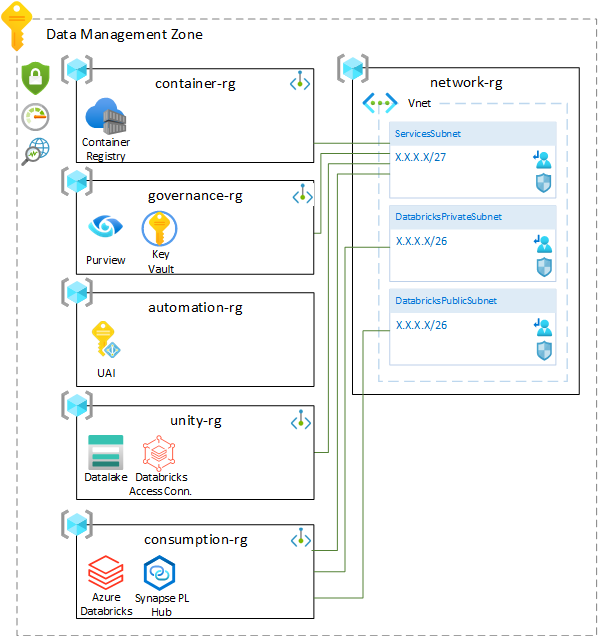 Data Management Zone
container-rg
Container
Registry
governance-rg
Purview
Key
Vault
automation-rg
UAI
unity-rg
Datalake
Databricks
Access Conn.
consumption-rg
Azure
Databricks
Synapse PL
Hub
network-rg
Vnet
ServicesSubnet
X.X.X.X/27
DatabricksPrivateSubnet
X.X.X.X/26
DatabricksPublicSubnet
X.X.X.X/26